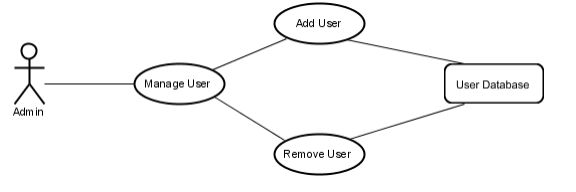 Add User
Manage User
User Database
Admin
Remove User